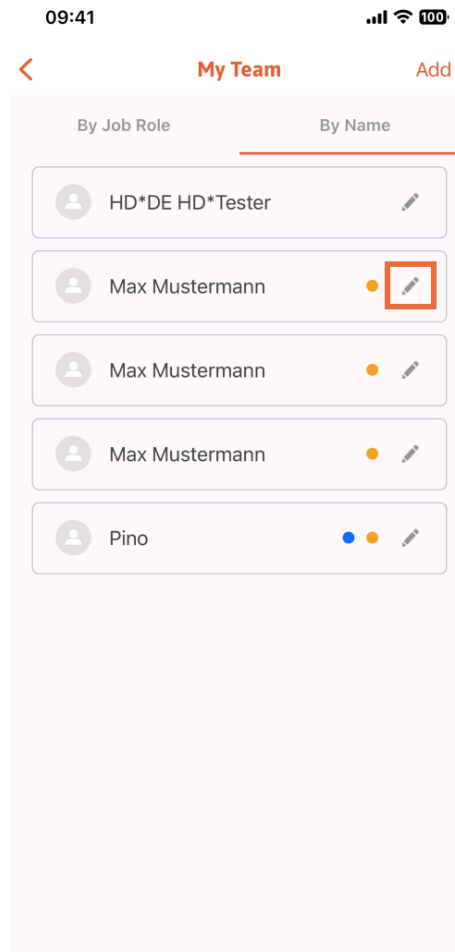 09:41
100
My Team
Add
By Job Role
By Name
HD*DE HD*Tester
Max Mustermann
Max Mustermann
Max Mustermann
Pino